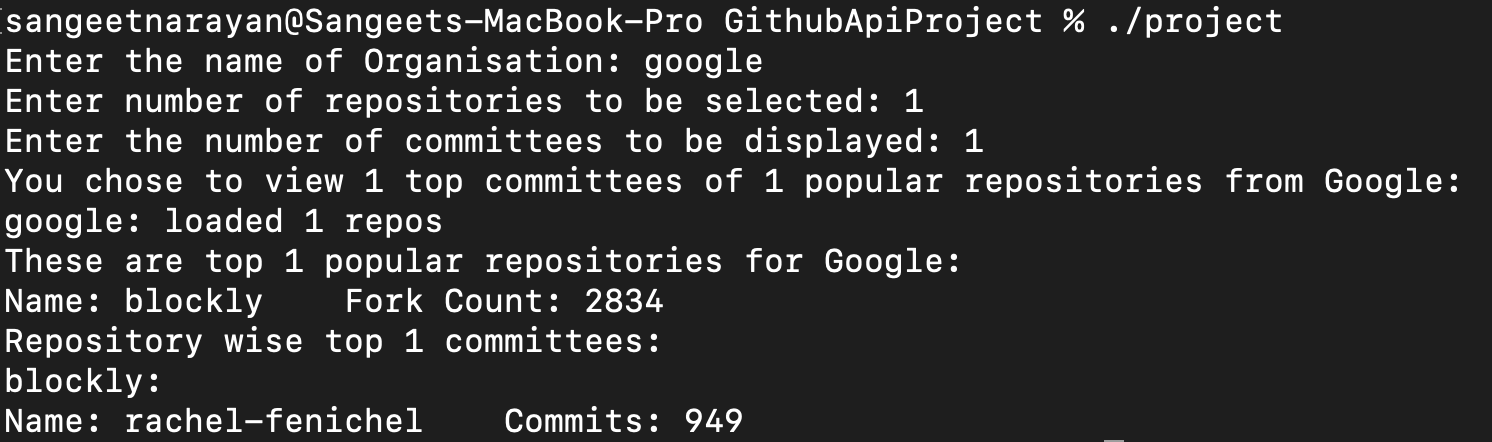 sangeetnarayan@Sangeets-MacBook-Pro GithubApiProject % ./project
Enter the name of Organisation: google
Enter number of repositories to be selected: 1
Enter the number of committees to be displayed: 1
You chose to view 1 top committees of 1 popular repositories from Google:
google: loaded 1 repos
These are top 1 popular repositories for Google:
Name: blockly    Fork Count: 2834
Repository wise top 1 committees:
blockly:
Name: rachel-fenichel    Commits: 949